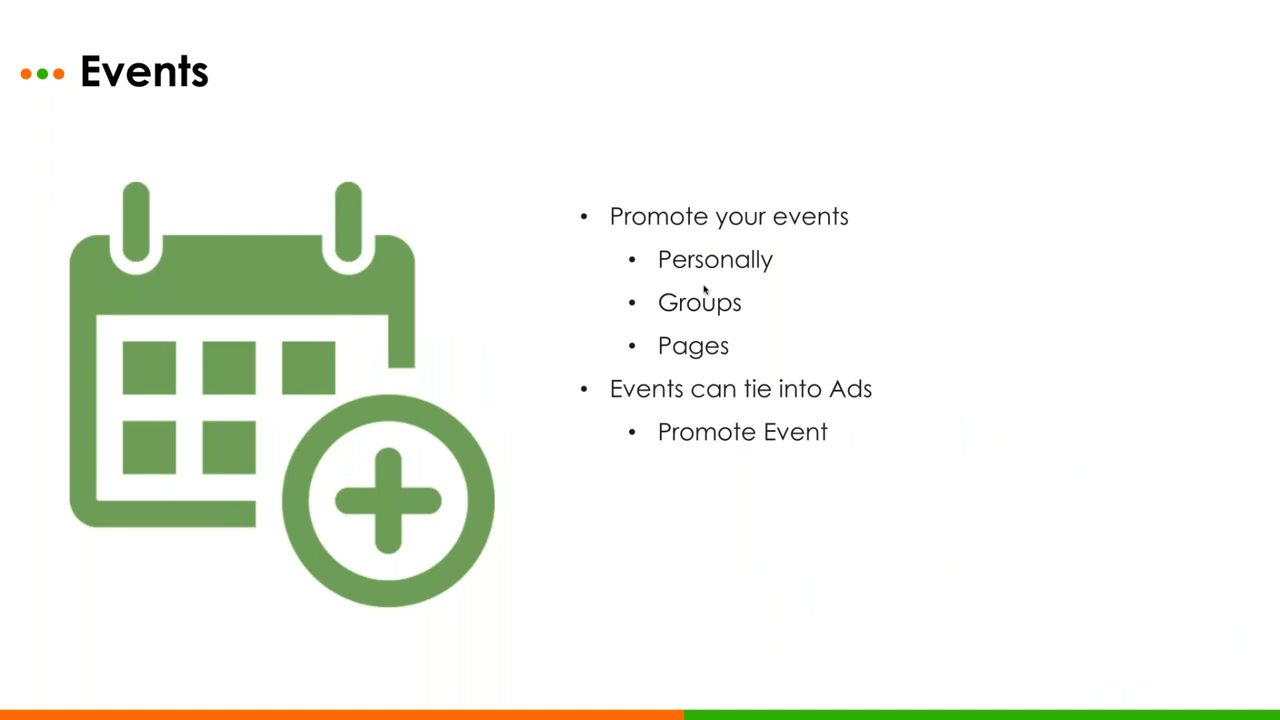 Events
• Promote your events
• Personally
• Groups
• Pages
• Events can tie into Ads
• Promote Event